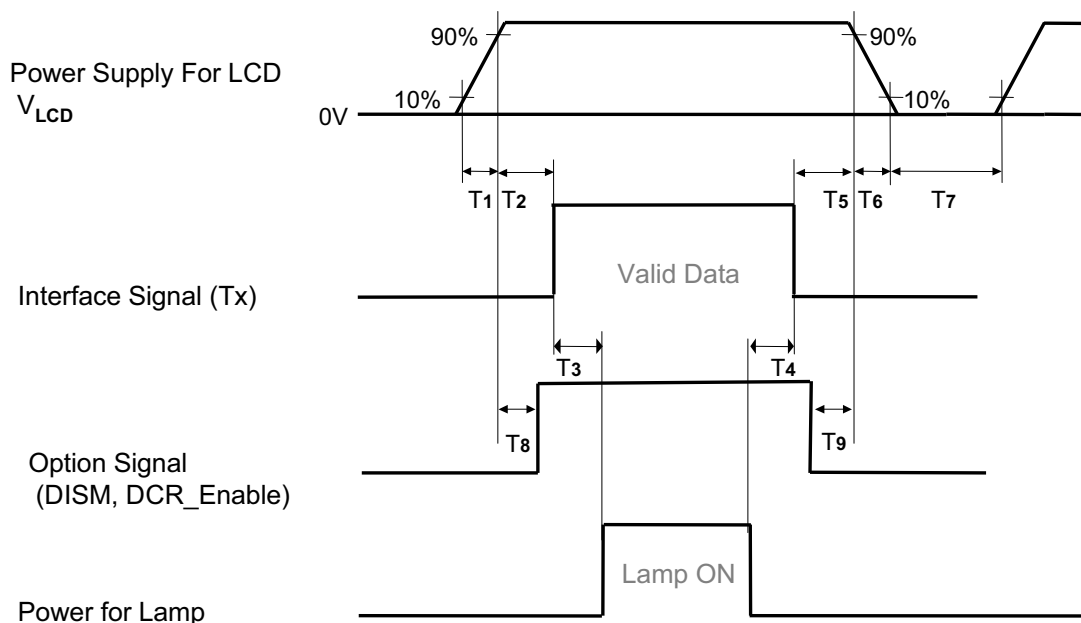 90%
90%
Power Supply For LCD
VLCD
10%
10%
0V
T1
T2
T5
T6
T7
Valid Data
Interface Signal (Tx)
T3
T4
T8
T9
Option Signal
(DISM, DCR_Enable)
Lamp ON
Power for Lamp